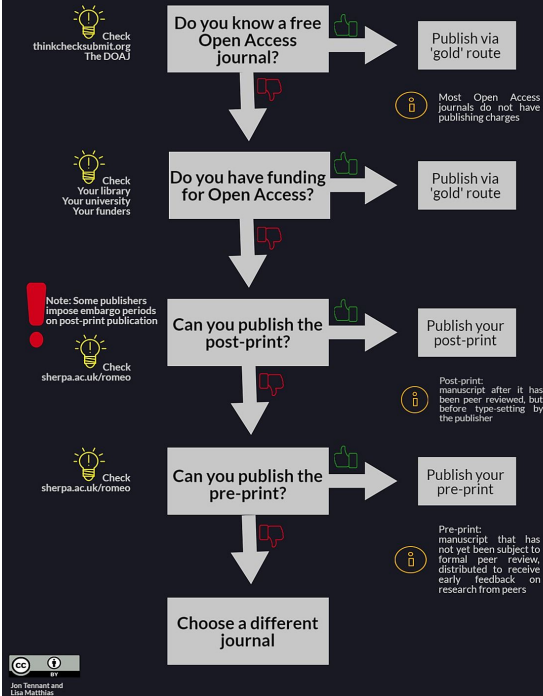 Check
thinkchecksubmit.org
The DOAJ
Do you know a free
Open Access
journal?
Publish via
'gold' route
Most Open Access
journals do not have
publishing charges
Check
Your library
Your university
Your funders
Do you have funding
for Open Access?
Publish via
'gold' route
Note: Some publishers
impose embargo periods
on post-print publication
Check
sherpa.ac.uk/romeo
Can you publish the
post-print?
Publish your
post-print
Post-print:
manuscript after it has
been peer reviewed, but
before type-setting by
the publisher
Check
sherpa.ac.uk/romeo
Can you publish the
pre-print?
Publish your
pre-print
Pre-print:
manuscript that has
not yet been subject to
formal peer review,
distributed to receive
early feedback on
research from peers
Choose a different
journal
cc
BY
Jon Tennant and
Lisa Matthias